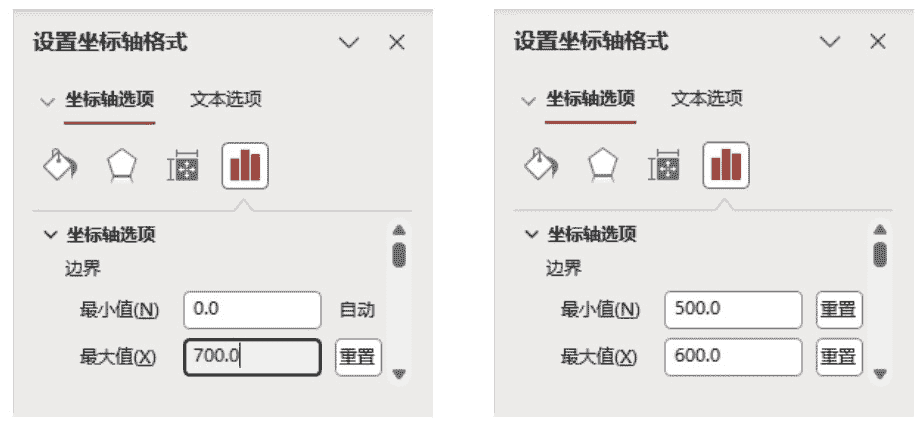 设置坐标轴格式
坐标轴选项 文本选项
坐标轴选项
边界
最小值(N) 0.0 自动
最大值(X) 700.0 重置
设置坐标轴格式
坐标轴选项 文本选项
坐标轴选项
边界
最小值(N) 500.0 重置
最大值(X) 600.0 重置